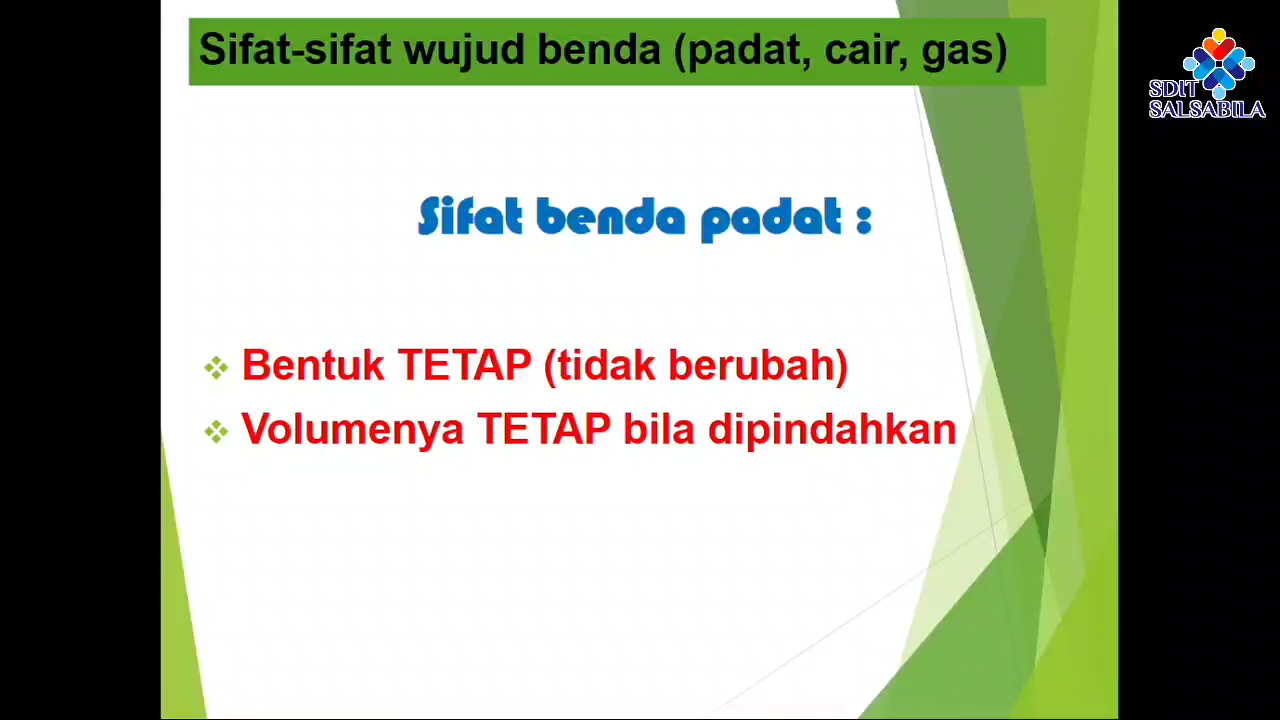 Sifat-sifat wujud benda (padat, cair, gas)
SDIT
SALSABILA
Sifat benda padat :
Bentuk TETAP (tidak berubah)
Volumenya TETAP bila dipindahkan